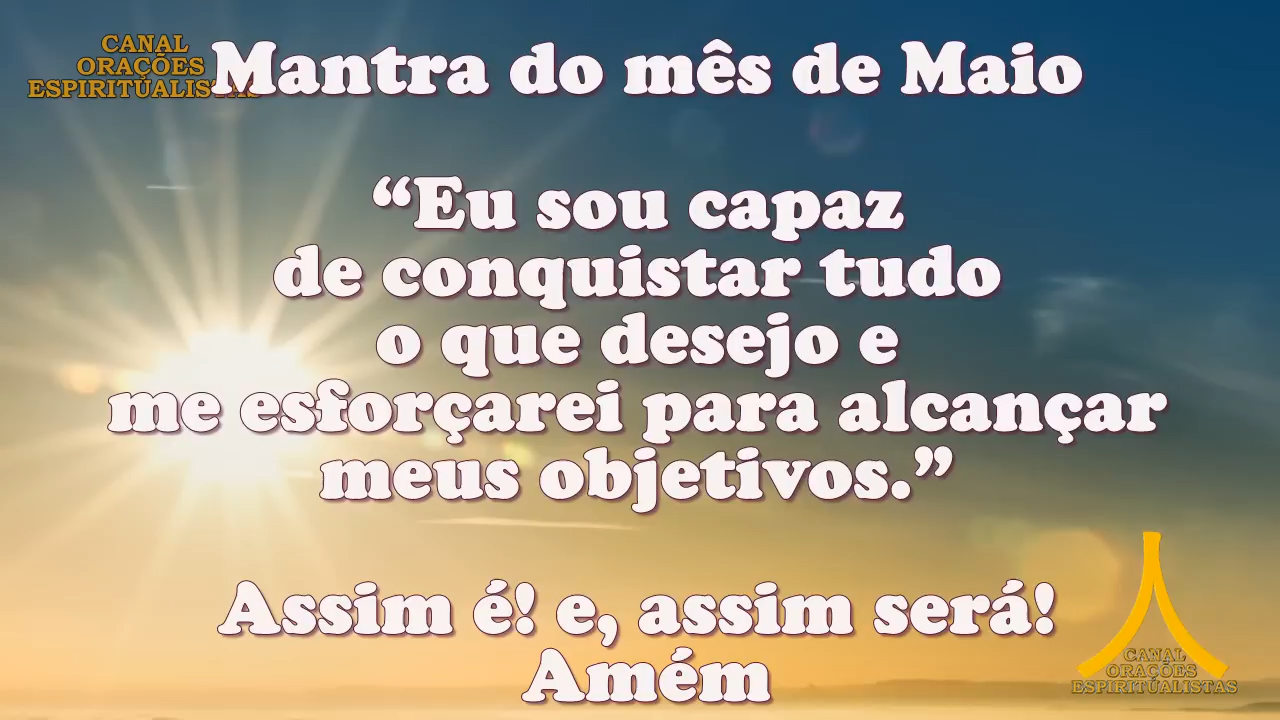 CANAL
ORAÇÕES
ESPIRITUALISTAS
Mantra do mês de Maio
“Eu sou capaz
de conquistar tudo
o que desejo e
me esforçarei para alcançar
meus objetivos.”
Assim é! e, assim será!
Amém
CANAL
ORAÇÕES
ESPIRITUALISTAS